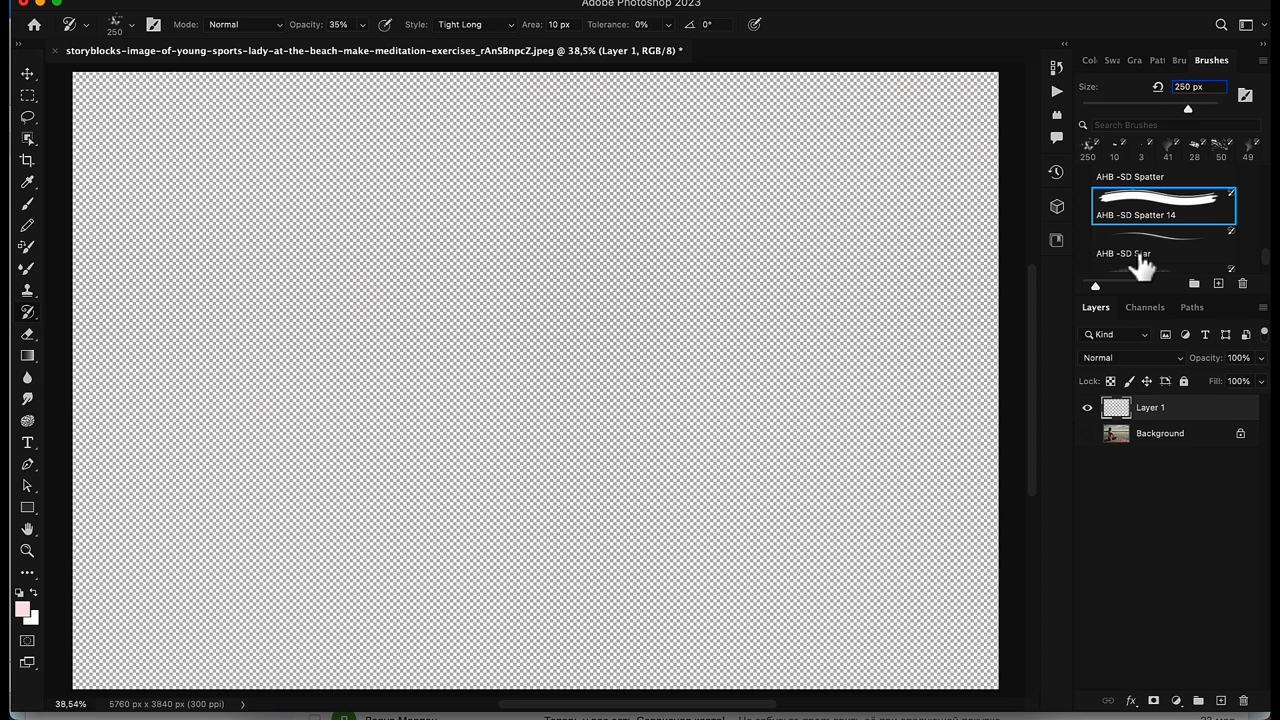 Adobe Photoshop 2023
250 Mode: Normal Opacity: 35% Style: Tight Long Area: 10 px Tolerance: 0% 0°
storyblocks-image-of-young-sports-lady-at-the-beach-make-meditation-exercises_rAnSBnpcZ.jpeg @ 38,5% (Layer 1, RGB/8) *
Col Swa Gra Patt Bru Brushes
Size: 250 px
Search Brushes
250 10 3 41 28 50 49
AHB -SD Spatter
AHB -SD Spatter 14
AHB -SD Star
Layers Channels Paths
Kind
Normal Opacity: 100%
Lock: Fill: 100%
Layer 1
Background
38,54% 5760 px x 3840 px (300 ppi)